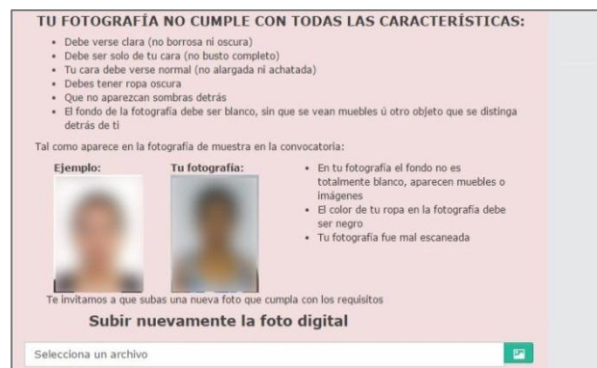 TU FOTOGRAFÍA NO CUMPLE CON TODAS LAS CARACTERÍSTICAS:
• Debe verse clara (no borrosa ni oscura)
• Debe ser solo de tu cara (no busto completo)
• Tu cara debe verse normal (no alargada ni achatada)
• Debes tener ropa oscura
• Que no aparezcan sombras detrás
• El fondo de la fotografía debe ser blanco, sin que se vean muebles ú otro objeto que se distinga
detrás de ti
Tal como aparece en la fotografía de muestra en la convocatoria:
Ejemplo:
Tu fotografía:
• En tu fotografía el fondo no es
totalmente blanco, aparecen muebles o
imágenes
• El color de tu ropa en la fotografía debe
ser negro
• Tu fotografía fue mal escaneada
Te invitamos a que subas una nueva foto que cumpla con los requisitos
Subir nuevamente la foto digital
Selecciona un archivo